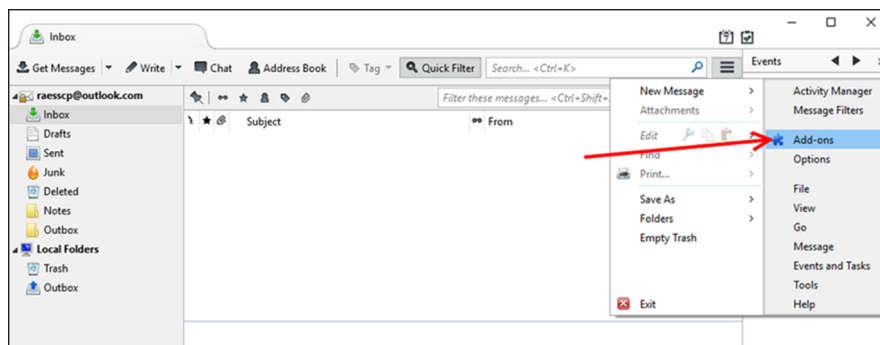 Inbox
7
Get Messages
Write
Chat
Address Book
Tag
Quick Filter
Search... <Ctrl+K>
Events
raesscp@outlook.com
Inbox
Drafts
Sent
Junk
Deleted
Notes
Outbox
Local Folders
Trash
Outbox
Filter these messages... <Ctrl+Shift+
Subject
From
New Message
Attachments
Edit
Find
Print...
Save As
Folders
Empty Trash
Exit
Activity Manager
Message Filters
Add-ons
Options
File
View
Go
Message
Events and Tasks
Tools
Help